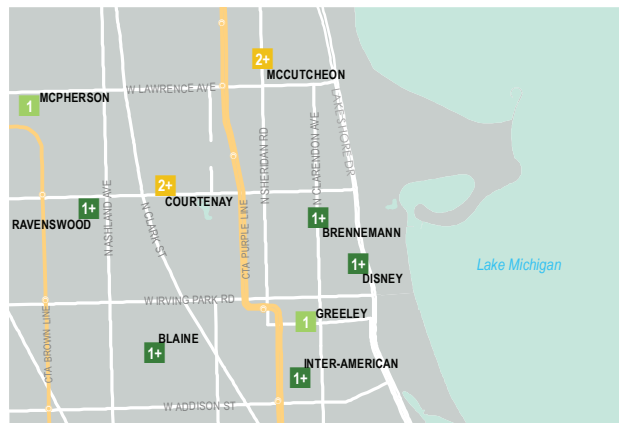 2+
MCCUTCHEON
W LAWRENCE AVE
1
MCPHERSON
LAKE SHORE DR
N SHERIDAN RD
N CLARENDON AVE
2+
COURTENAY
1+
RAVENSWOOD
N ASHLAND AVE
N CLARK ST
CTA PURPLE LINE
1+
BRENNEMANN
1+
DISNEY
Lake Michigan
W IRVING PARK RD
1
GREELEY
CTA BROWN LINE
1+
BLAINE
1+
INTER-AMERICAN
W ADDISON ST